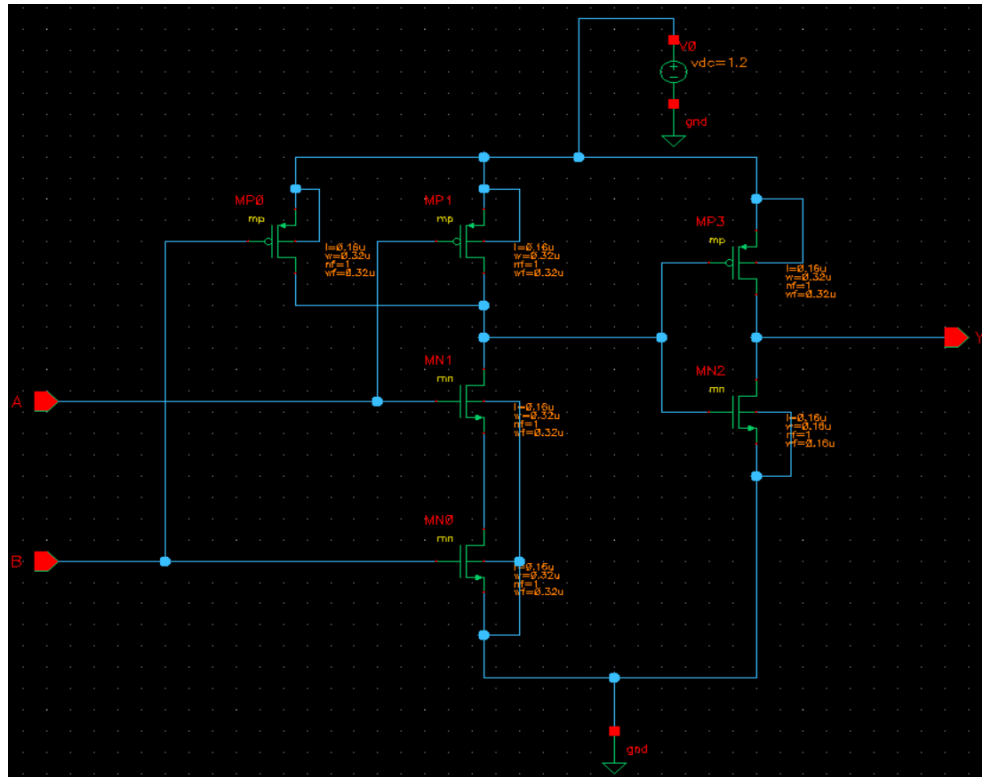 V0
vdc=1.2
gnd
MP0
mp
l=0.16u
w=0.32u
nf=1
wf=0.32u
MP1
mp
l=0.16u
w=0.32u
nf=1
wf=0.32u
MP3
mp
l=0.16u
w=0.32u
nf=1
wf=0.32u
Y
MN1
mn
l=0.16u
w=0.32u
nf=1
wf=0.32u
MN2
mn
l=0.16u
w=0.16u
nf=1
wf=0.16u
A
MN0
mn
l=0.16u
w=0.32u
nf=1
wf=0.32u
B
gnd